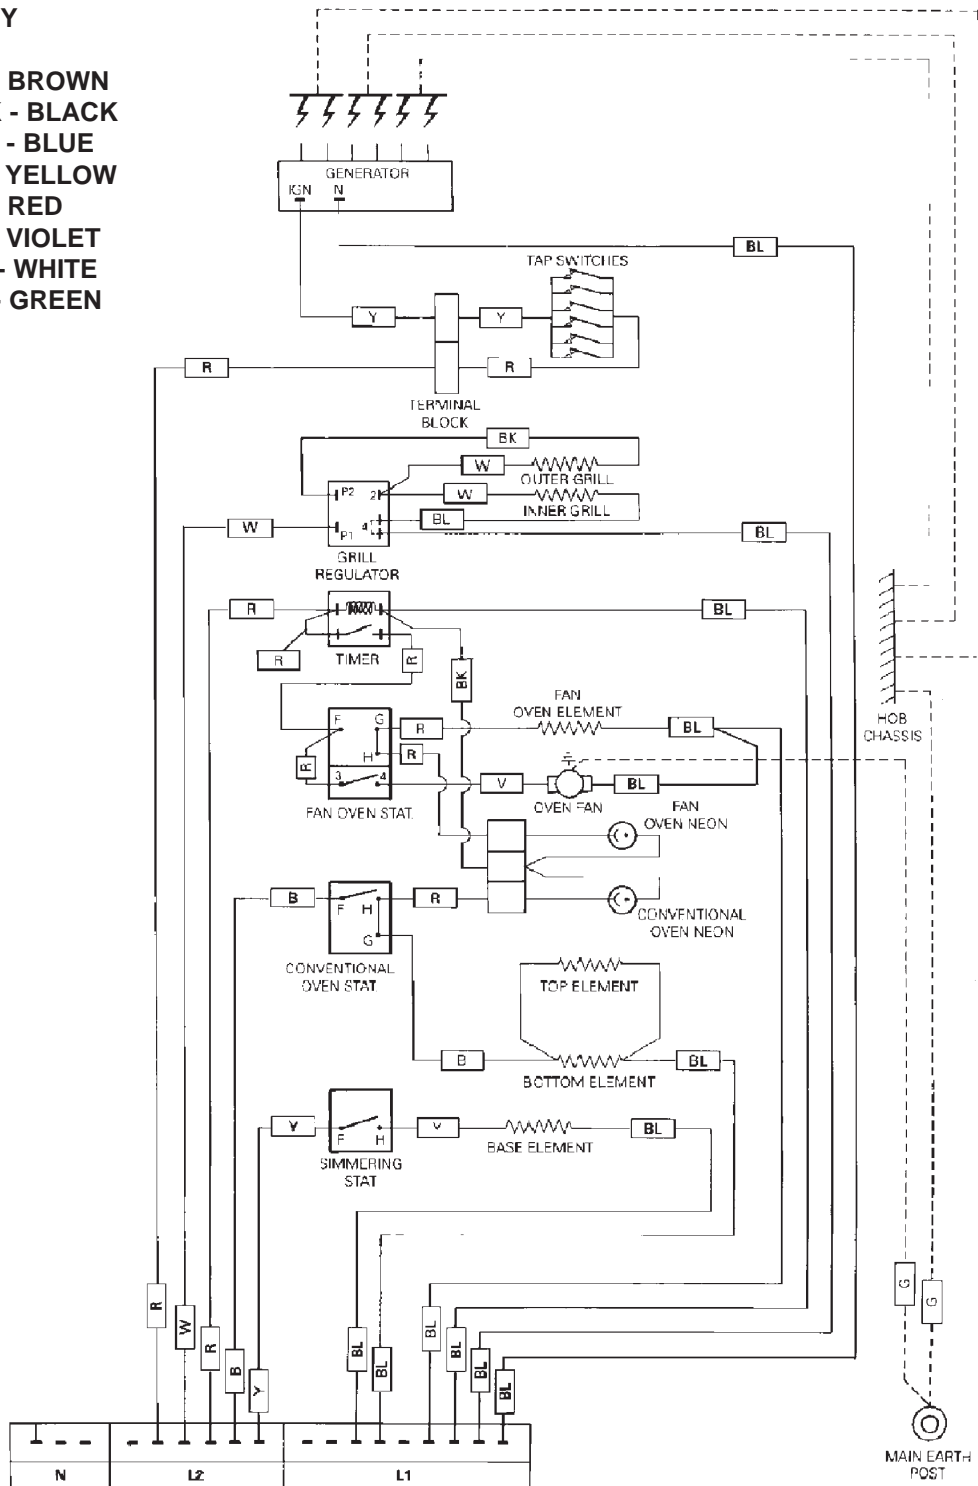 Y
BROWN
- BLACK
- BLUE
YELLOW
RED
VIOLET
- WHITE
GREEN
GENERATOR
IGN N
BL
TAP SWITCHES
Y
Y
R
R
TERMINAL
BLOCK
BK
W
OUTER GRILL
P2 2
W
INNER GRILL
BL
W
P1 4
BL
GRILL
REGULATOR
R
BL
R
TIMER
R
BK
FAN
OVEN ELEMENT
F G
R
BL
HOB
CHASSIS
H
R
R
3 4
V
BL
FAN OVEN STAT.
OVEN FAN
FAN
OVEN NEON
B
F H
R
G
CONVENTIONAL
OVEN NEON
CONVENTIONAL
OVEN STAT.
TOP ELEMENT
B
BL
BOTTOM ELEMENT
F H
BL
BASE ELEMENT
SIMMERING
STAT
G
G
R
W
R
B
Y
BL
BL
BL
BL
BL
BL
N
L2
L1
MAIN EARTH
POST